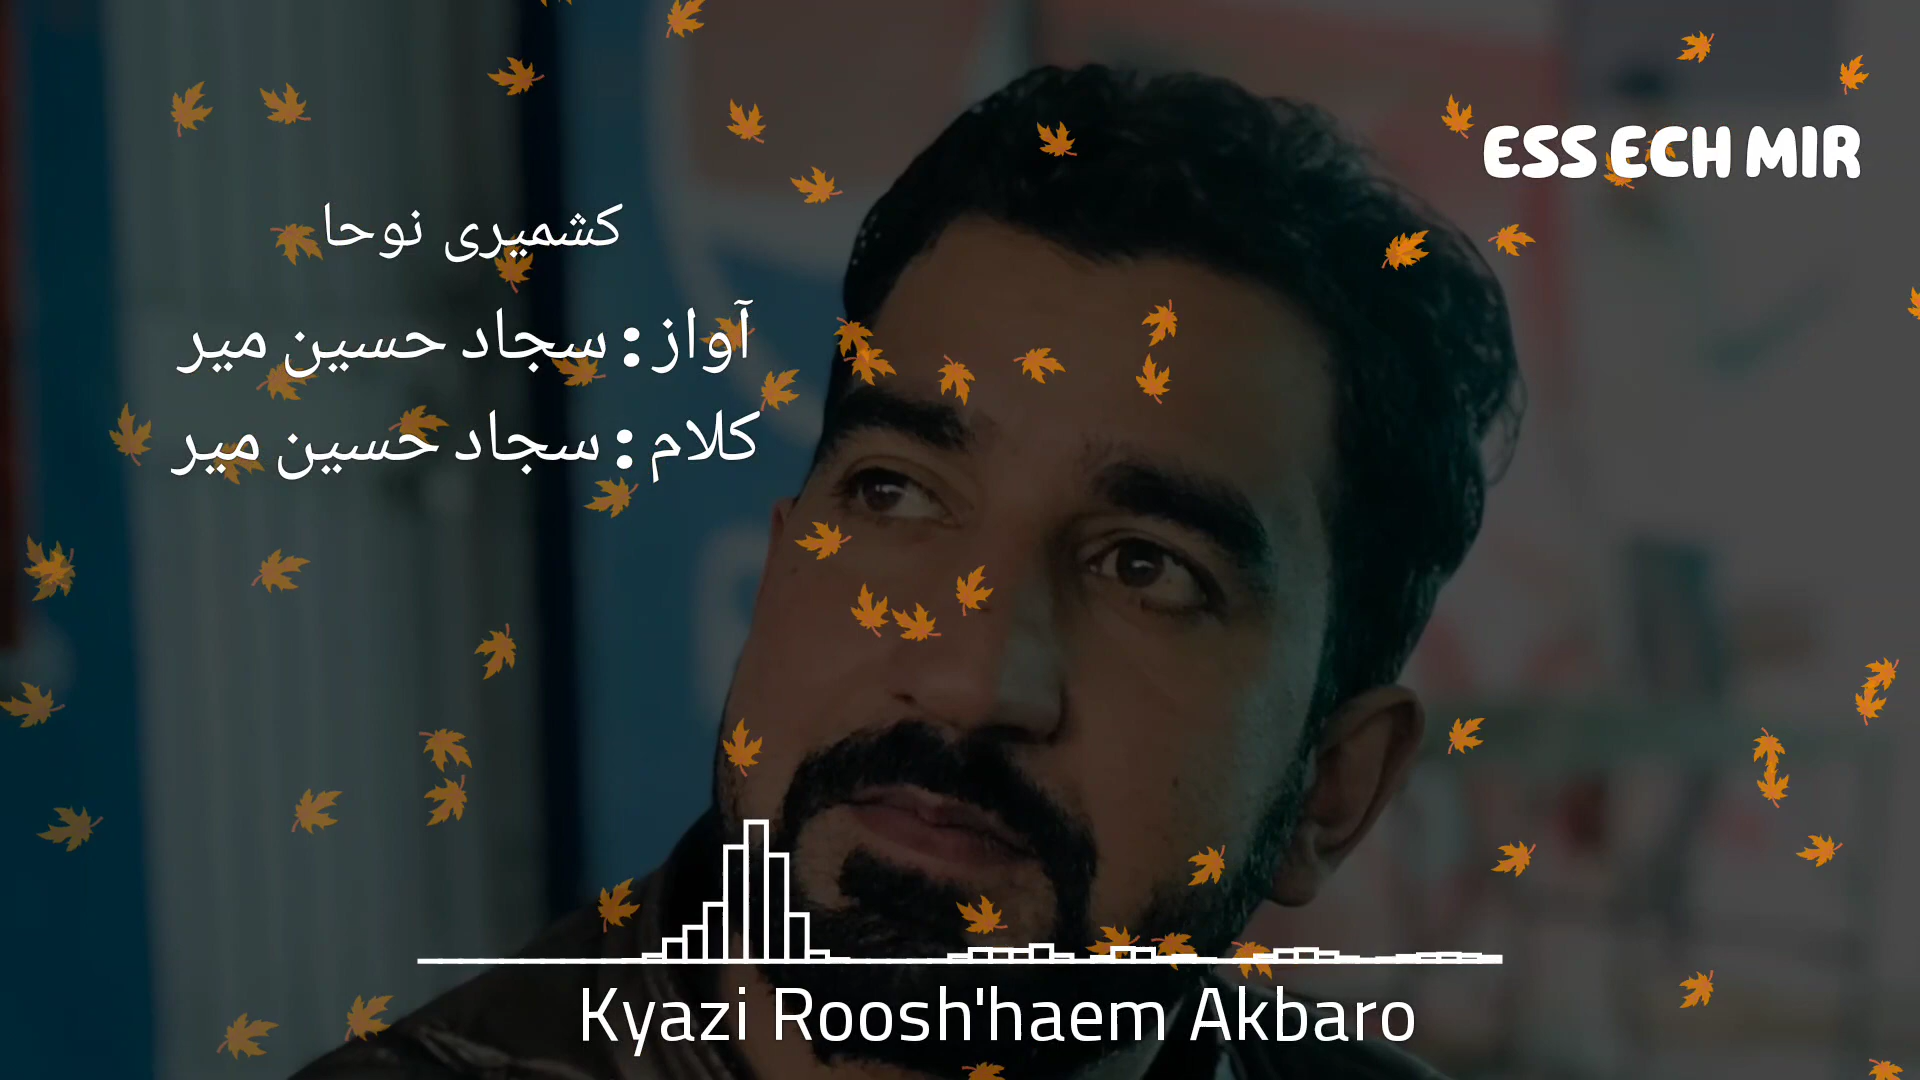 ESS ECH MIR
کشمیری نوحا
آواز : سجاد حسین میر
کلام : سجاد حسین میر
Kyazi Roosh'haem Akbaro